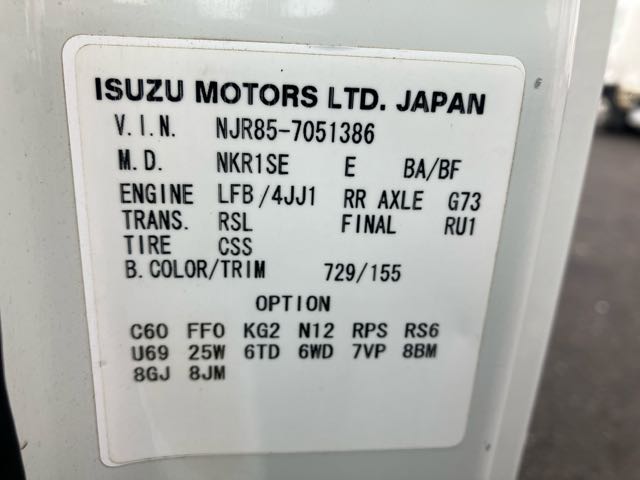 ISUZU MOTORS LTD. JAPAN
V.I.N. NJR85-7051386
M.D. NKR1SE E BA/BF
ENGINE LFB/4JJ1 RR AXLE G73
TRANS. RSL FINAL RU1
TIRE CSS
B.COLOR/TRIM 729/155
OPTION
C60 FF0 KG2 N12 RPS RS6
U69 25W 6TD 6WD 7VP 8BM
8GJ 8JM